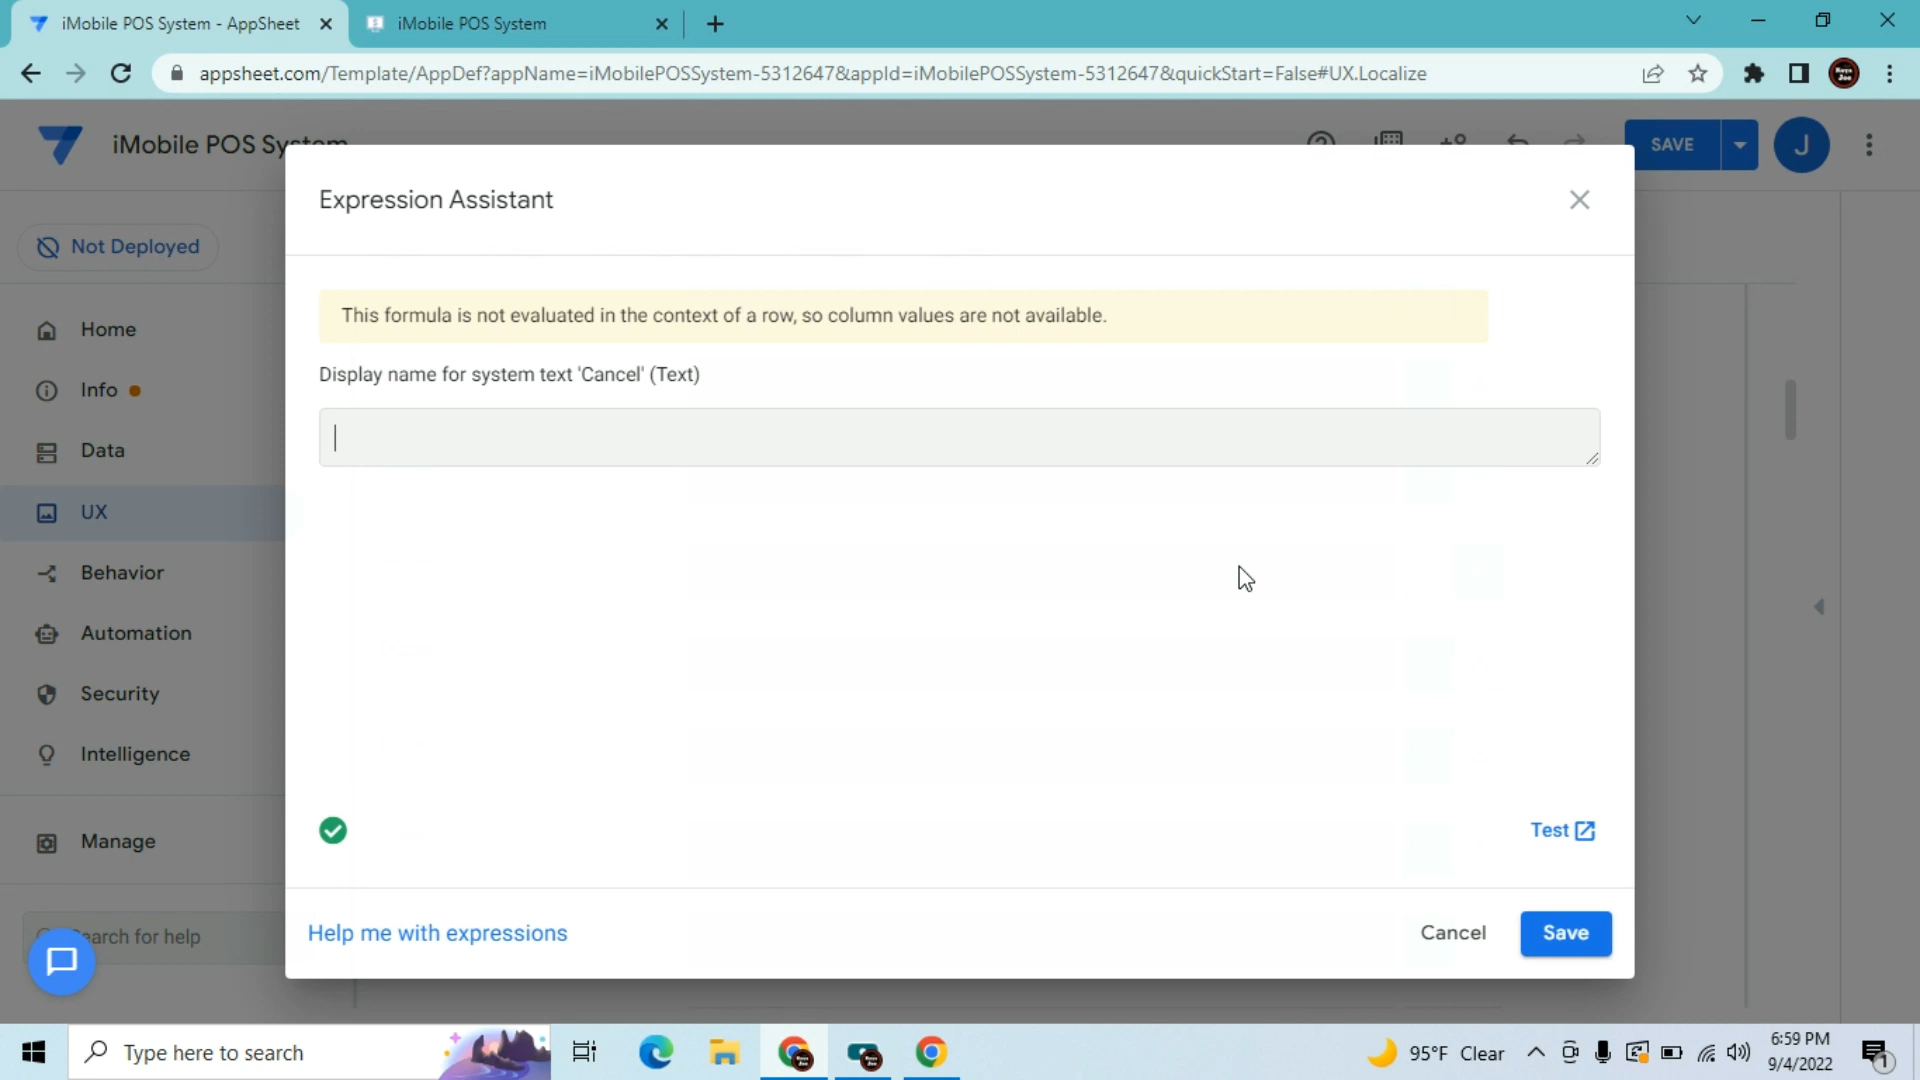 iMobile POS System - AppSheet
iMobile POS System
appsheet.com/Template/AppDef?appName=iMobilePOSSystem-5312647&appId=iMobilePOSSystem-5312647&quickStart=False#UX.Localize
iMobile POS System
SAVE
J
Expression Assistant
Not Deployed
This formula is not evaluated in the context of a row, so column values are not available.
Home
Display name for system text 'Cancel' (Text)
Info
Data
UX
Behavior
Automation
Security
Intelligence
Test
Manage
Help me with expressions
Cancel
Save
Search for help
Type here to search
95°F Clear
6:59 PM
9/4/2022
1